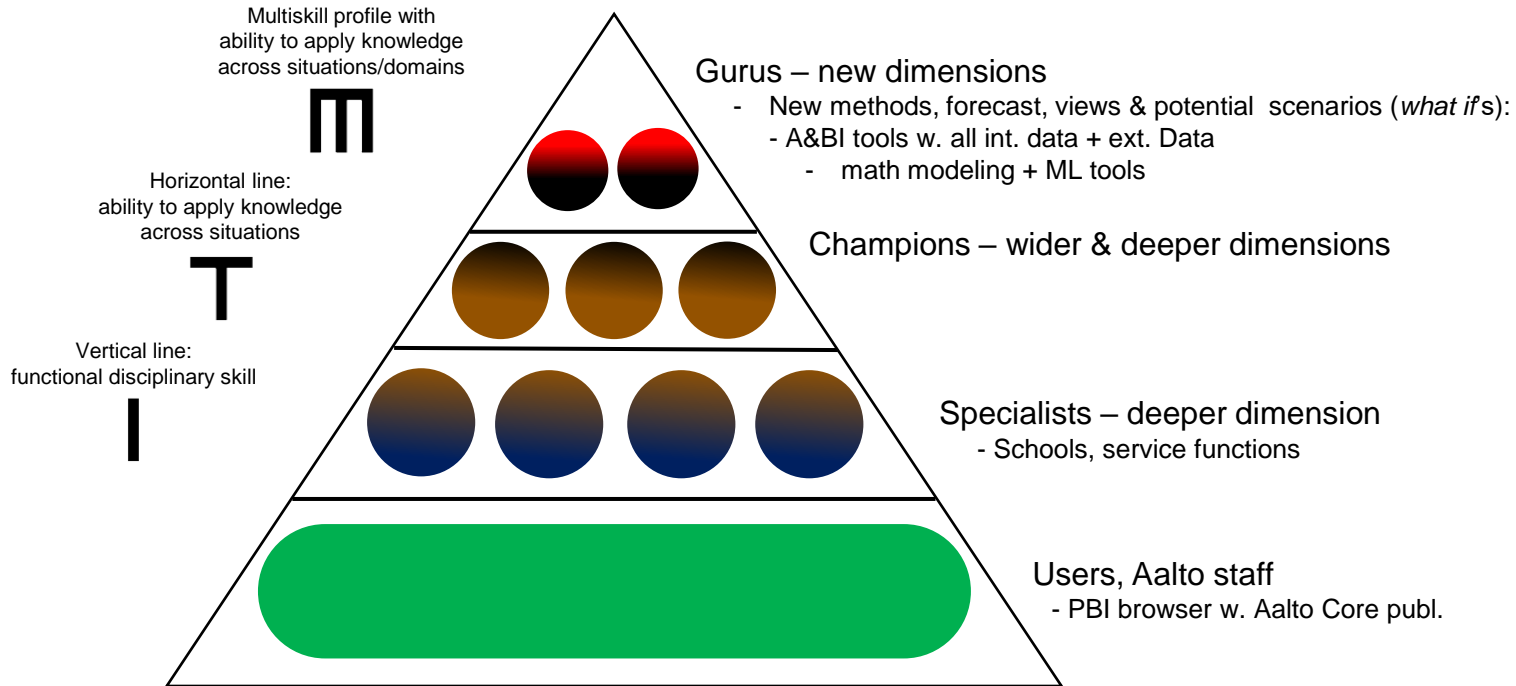 Multiskill profile with
ability to apply knowledge
across situations/domains
Gurus – new dimensions
- New methods, forecast, views & potential scenarios (what if's):
- A&BI tools w. all int. data + ext. Data
- math modeling + ML tools
Horizontal line:
ability to apply knowledge
across situations
T
Champions – wider & deeper dimensions
Vertical line:
functional disciplinary skill
I
Specialists – deeper dimension
- Schools, service functions
Users, Aalto staff
- PBI browser w. Aalto Core publ.